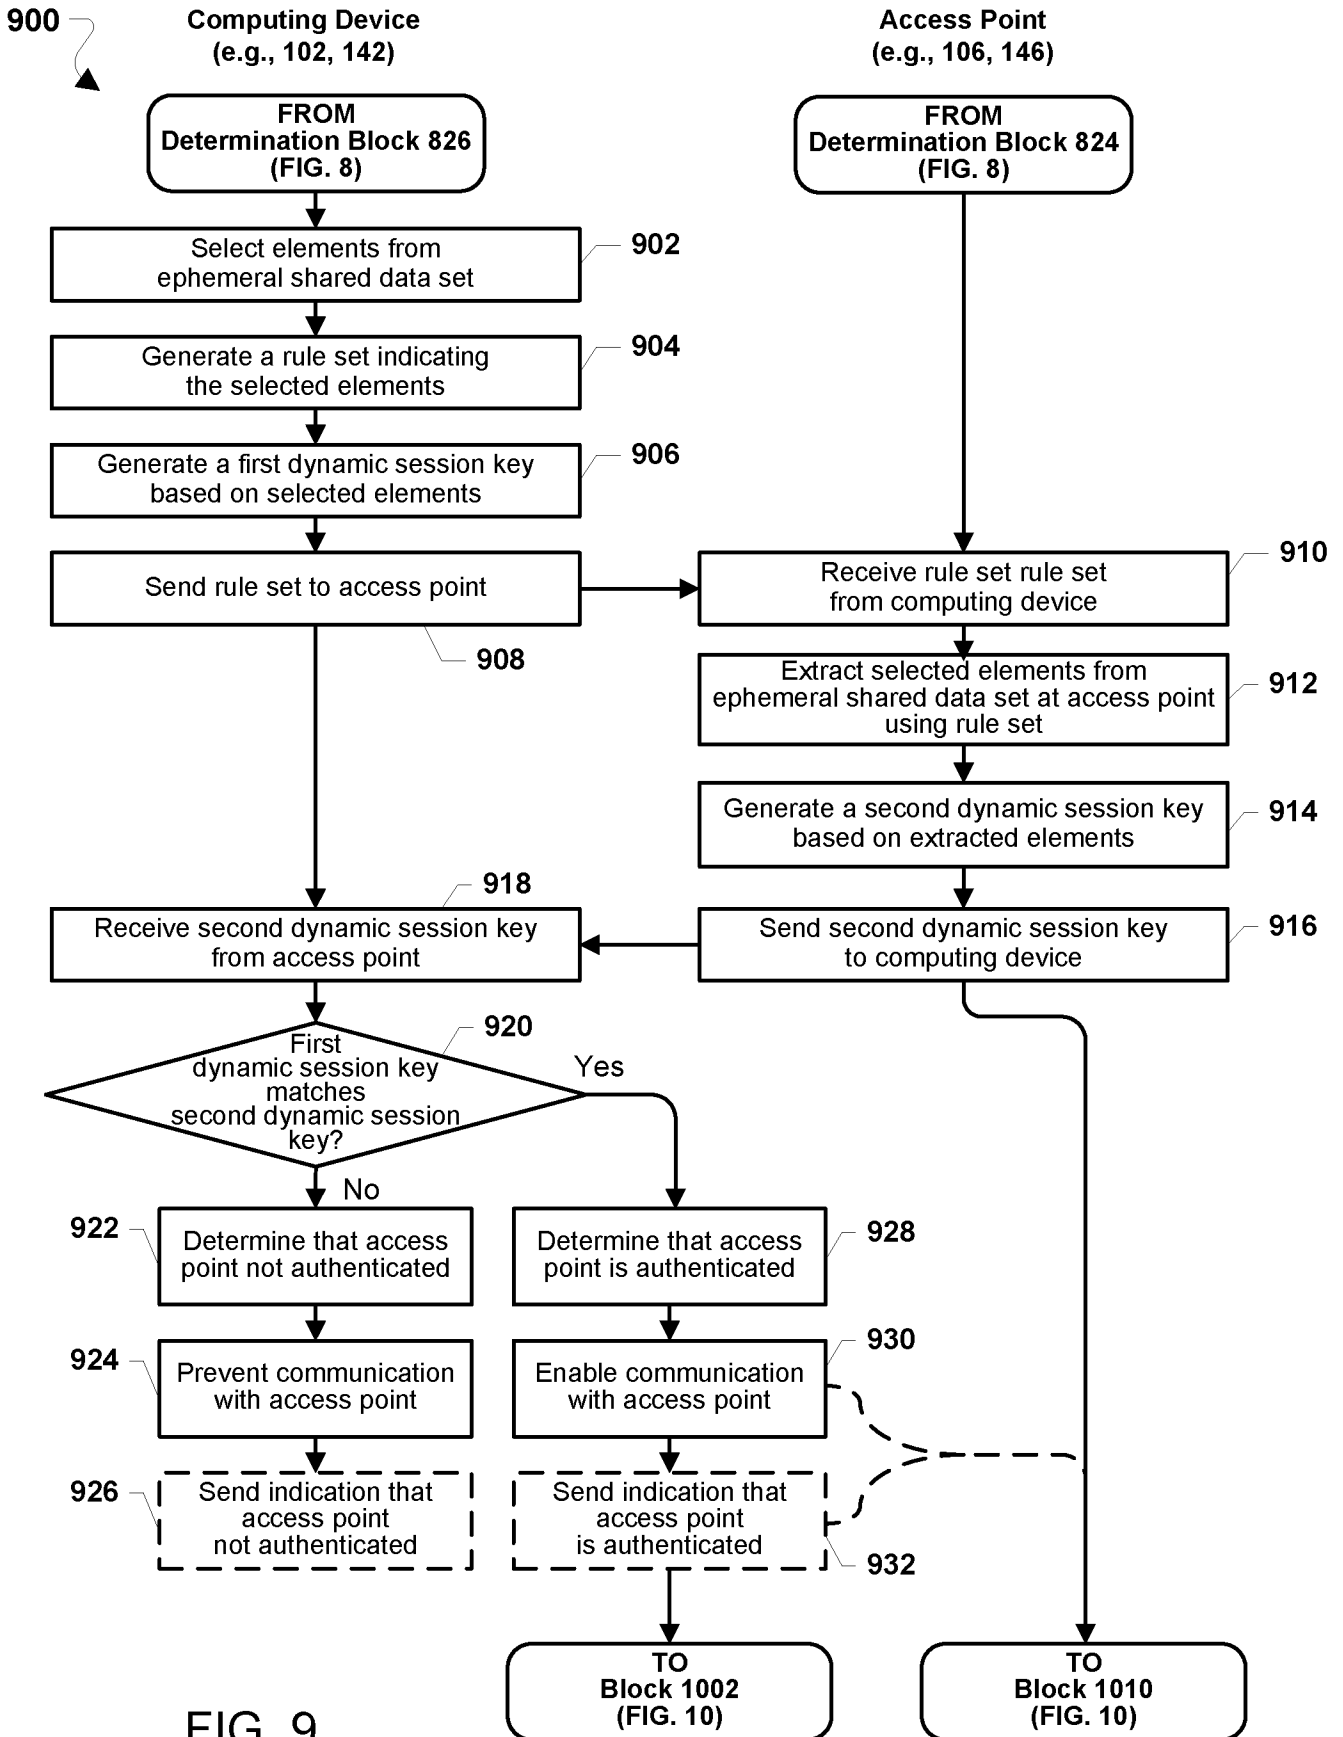 900
Computing Device
(e.g., 102, 142)
Access Point
(e.g., 106, 146)
FROM
Determination Block 826
(FIG. 8)
FROM
Determination Block 824
(FIG. 8)
Select elements from
ephemeral shared data set
902
Generate a rule set indicating
the selected elements
904
Generate a first dynamic session key
based on selected elements
906
Send rule set to access point
908
Receive rule set rule set
from computing device
910
Extract selected elements from
ephemeral shared data set at access point
using rule set
912
Generate a second dynamic session key
based on extracted elements
914
Send second dynamic session key
to computing device
916
918
Receive second dynamic session key
from access point
920
First
dynamic session key
matches
second dynamic session
key?
Yes
No
922
Determine that access
point not authenticated
928
Determine that access
point is authenticated
924
Prevent communication
with access point
930
Enable communication
with access point
926
Send indication that
access point
not authenticated
Send indication that
access point
is authenticated
932
TO
Block 1002
(FIG. 10)
TO
Block 1010
(FIG. 10)
FIG. 9